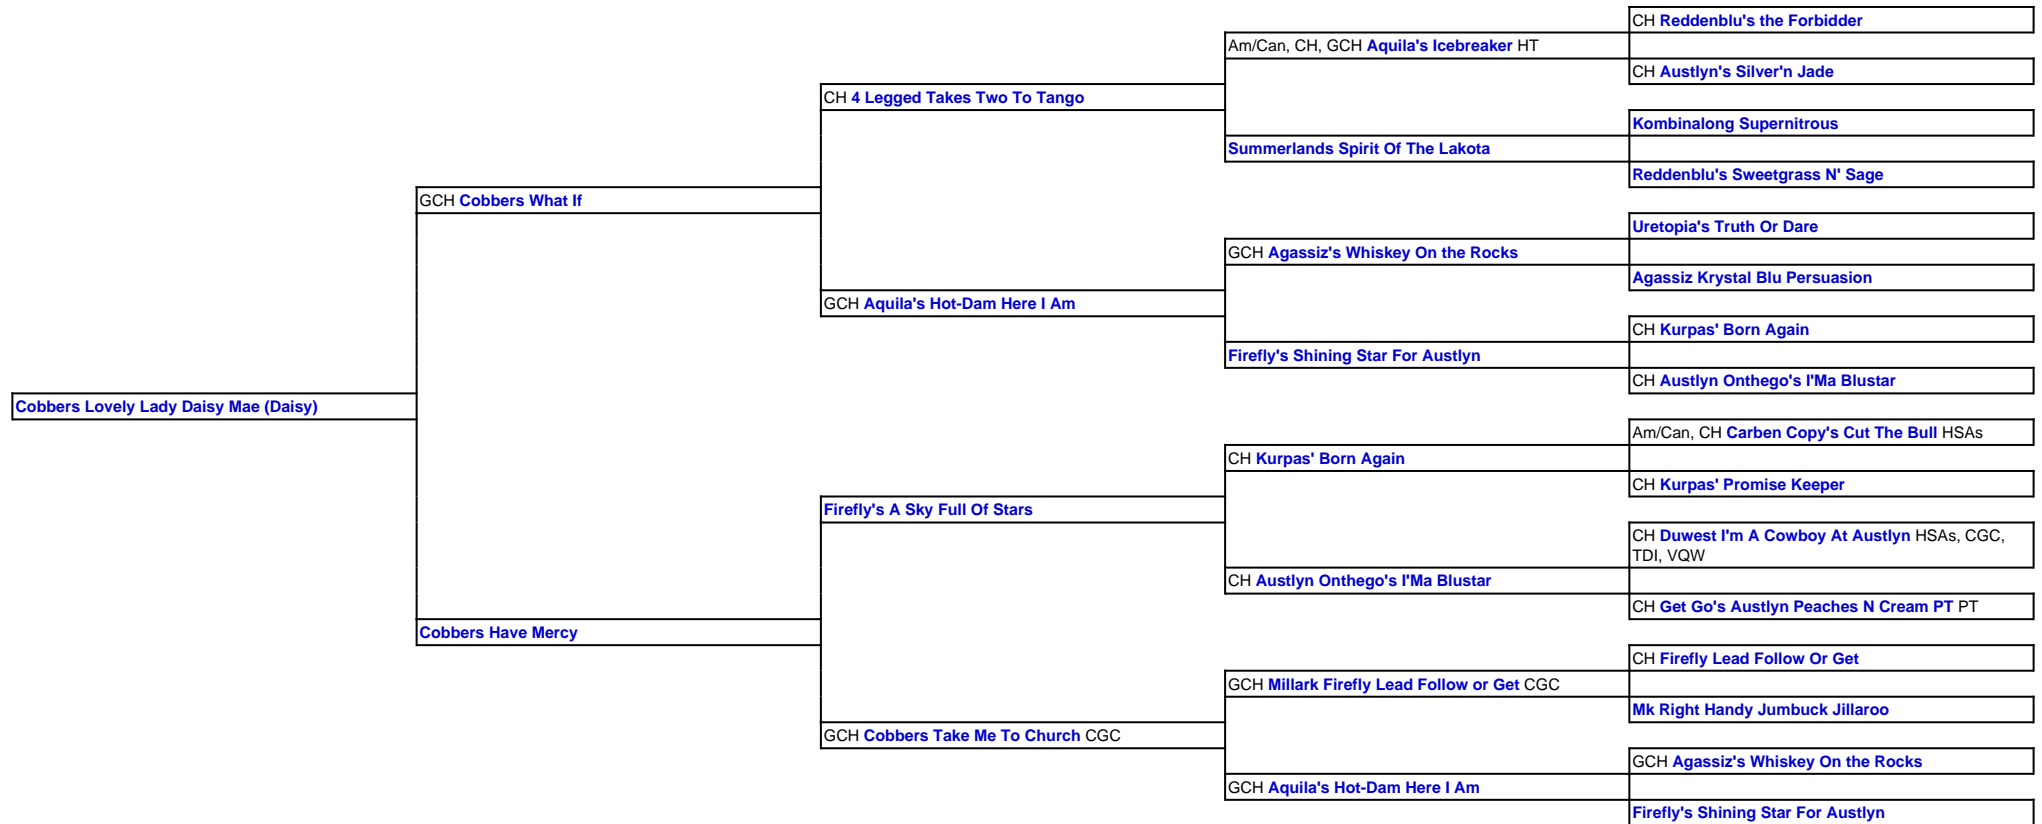 CH Reddenblu's the Forbidder
Am/Can, CH, GCH Aquila's Icebreaker HT
CH Austlyn's Silver'n Jade
CH 4 Legged Takes Two To Tango
Kombinalong Supernitrous
Summerlands Spirit Of The Lakota
Reddenblu's Sweetgrass N' Sage
GCH Cobbers What If
Uretopia's Truth Or Dare
GCH Agassiz's Whiskey On the Rocks
Agassiz Krystal Blu Persuasion
GCH Aquila's Hot-Dam Here I Am
CH Kurpas' Born Again
Firefly's Shining Star For Austlyn
CH Austlyn Onthego's I'Ma Blustar
Cobbers Lovely Lady Daisy Mae (Daisy)
Am/Can, CH Carben Copy's Cut The Bull HSAs
CH Kurpas' Born Again
CH Kurpas' Promise Keeper
Firefly's A Sky Full Of Stars
CH Duwest I'm A Cowboy At Austlyn HSAs, CGC,
TDI, VQW
CH Austlyn Onthego's I'Ma Blustar
CH Get Go's Austlyn Peaches N Cream PT PT
Cobbers Have Mercy
CH Firefly Lead Follow Or Get
GCH Millark Firefly Lead Follow or Get CGC
Mk Right Handy Jumbuck Jillaroo
GCH Cobbers Take Me To Church CGC
GCH Agassiz's Whiskey On the Rocks
GCH Aquila's Hot-Dam Here I Am
Firefly's Shining Star For Austlyn